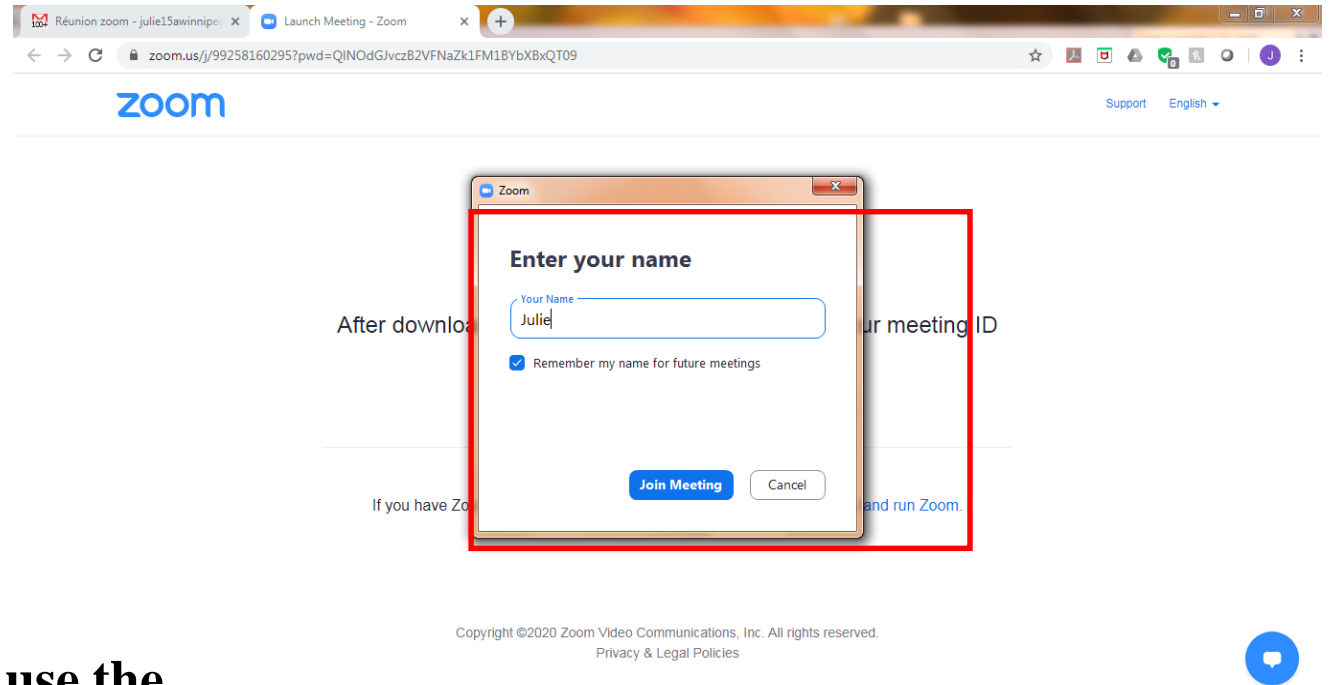 Réunion zoom - julie15awinnipe
Launch Meeting - Zoom
zoom.us/j/99258160295?pwd=QlNOdGJvczB2VFNaZk1FM1BYbXBxQT09
zoom
Support English
Zoom
Enter your name
Your Name
Julie
After downloa ur meeting ID
Remember my name for future meetings
Join Meeting Cancel
If you have Zo and run Zoom.
Copyright ©2020 Zoom Video Communications, Inc. All rights reserved.
Privacy & Legal Policies
use the